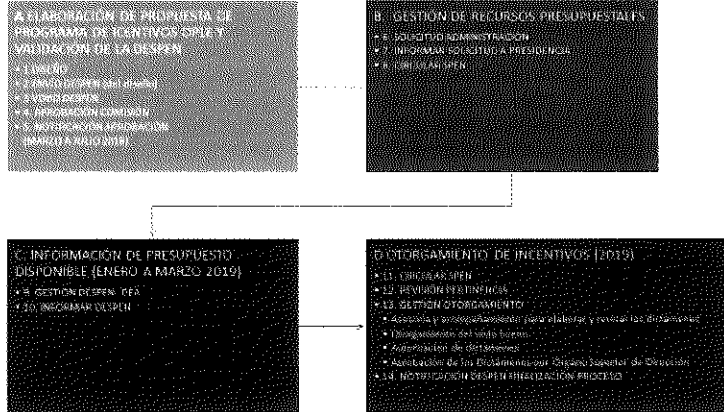 A ELABORACIÓN DE PROPUESTA DE
PROGRAMA DE ICENTIVOS OPLE Y
VALIDACIÓN DE LA DESPEN
• 1 DISEÑO
• 2 ENVÍO DESPEN (del diseño)
• 3 VOBO DESPEN
• 4. APROBACIÓN COMISIÓN
• 5. NOTIFICACIÓN APROBACIÓN
(MARZO A JULIO 2018)
B. GESTIÓN DE RECURSOS PRESUPUESTALES
• 6. SOLICITUD ADMINISTRACIÓN
• 7. INFORMAR SOLICITUD A PRESIDENCIA
• 8. CIRCULAR SPEN
C. INFORMACIÓN DE PRESUPUESTO
DISPONIBLE (ENERO A MARZO 2019)
• 9. GESTIÓN DESPEN- DEA
• 10. INFORMAR DESPEN
D OTORGAMIENTO DE INCENTIVOS (2019)
• 11. CIRCULAR SPEN
• 12. REVISIÓN PERTINENCIA
• 13. GESTIÓN OTORGAMIENTO
• Asesoría y acompañamiento para elaborar y revisar los dictámenes
• Otorgamiento del visto bueno
• Autorización de dictámenes
• Aprobación de los Dictámenes por Órgano Superior de Dirección
• 14. NOTIFICACIÓN DESPEN FINALIZACIÓN PROCESO